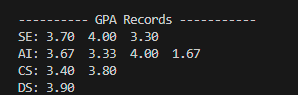 ---------- GPA Records -----------
SE: 3.70 4.00 3.30
AI: 3.67 3.33 4.00 1.67
CS: 3.40 3.80
DS: 3.90